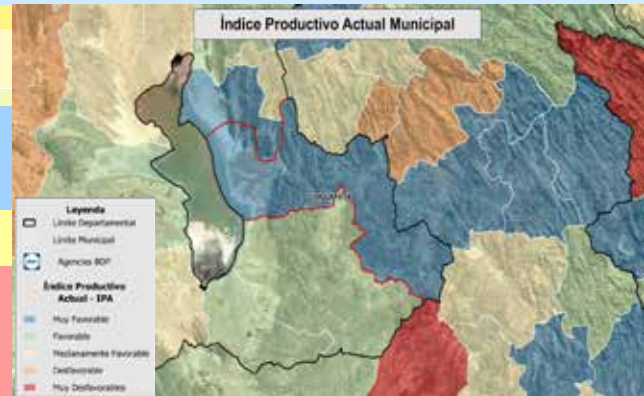 Índice Productivo Actual Municipal
Leyenda
Límite Departamental
Límite Municipal
Agencias BDP
Índice Productivo
Actual - IPA
Muy Favorable
Favorable
Medianamente Favorable
Desfavorable
Muy Desfavorables